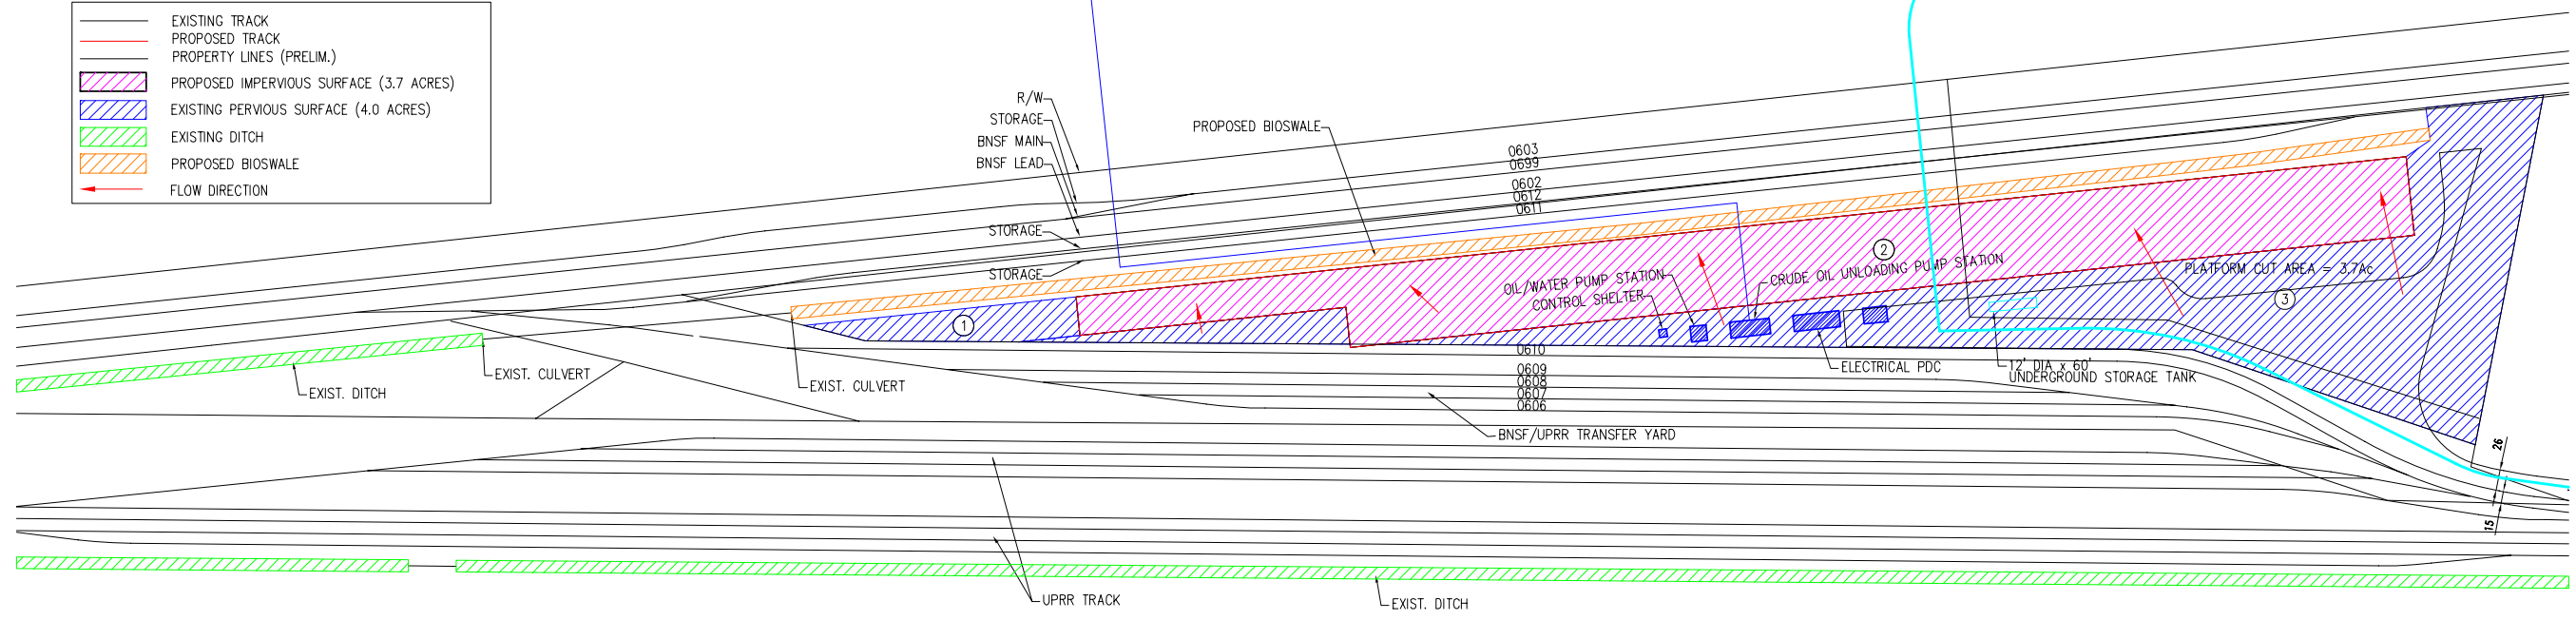 EXISTING TRACK
PROPOSED TRACK
PROPERTY LINES (PRELIM.)
PROPOSED IMPERVIOUS SURFACE (3.7 ACRES)
EXISTING PERVIOUS SURFACE (4.0 ACRES)
EXISTING DITCH
PROPOSED BIOSWALE
FLOW DIRECTION
R/W
STORAGE
BNSF MAIN
BNSF LEAD
STORAGE
STORAGE
PROPOSED BIOSWALE
0603
0699
0602
0612
0611
OIL/WATER PUMP STATION
CONTROL SHELTER
CRUDE OIL UNLOADING PUMP STATION
2
PLATFORM CUT AREA = 3.7Ac
3
1
0610
0609
0608
0607
0606
ELECTRICAL PDC
12' DIA x 60'
UNDERGROUND STORAGE TANK
EXIST. CULVERT
EXIST. DITCH
EXIST. CULVERT
BNSF/UPRR TRANSFER YARD
26
15
UPRR TRACK
EXIST. DITCH